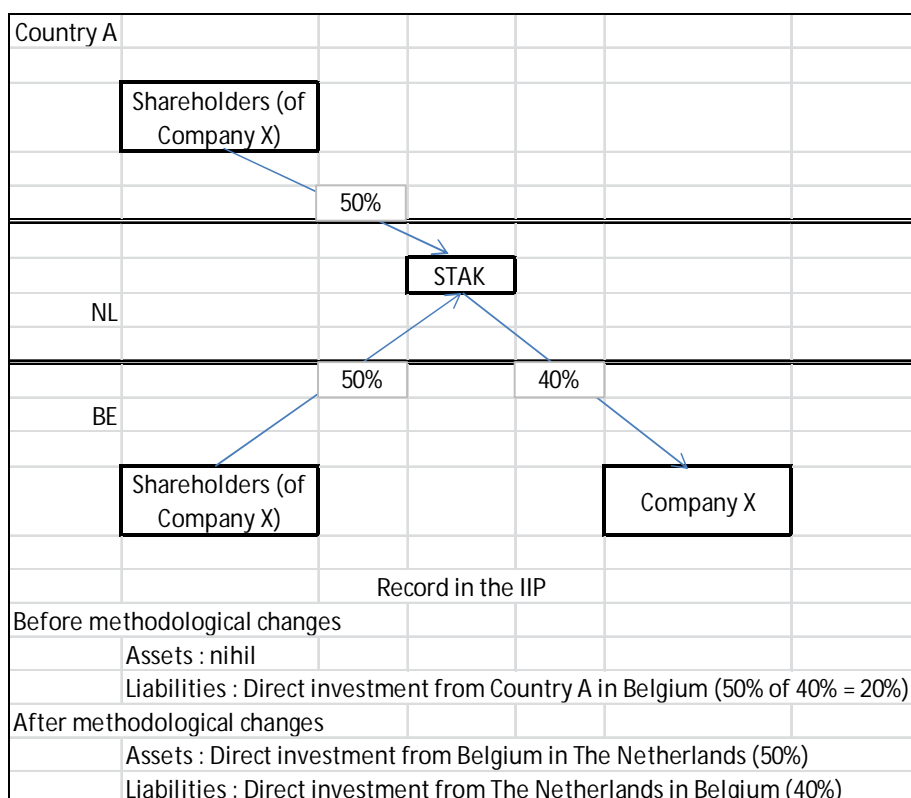 Country A
Shareholders (of
Company X)
50%
STAK
NL
50%
40%
BE
Shareholders (of
Company X)
Company X
Record in the IIP
Before methodological changes
Assets : nihil
Liabilities : Direct investment from Country A in Belgium (50% of 40% = 20%)
After methodological changes
Assets : Direct investment from Belgium in The Netherlands (50%)
Liabilities : Direct investment from The Netherlands in Belgium (40%)